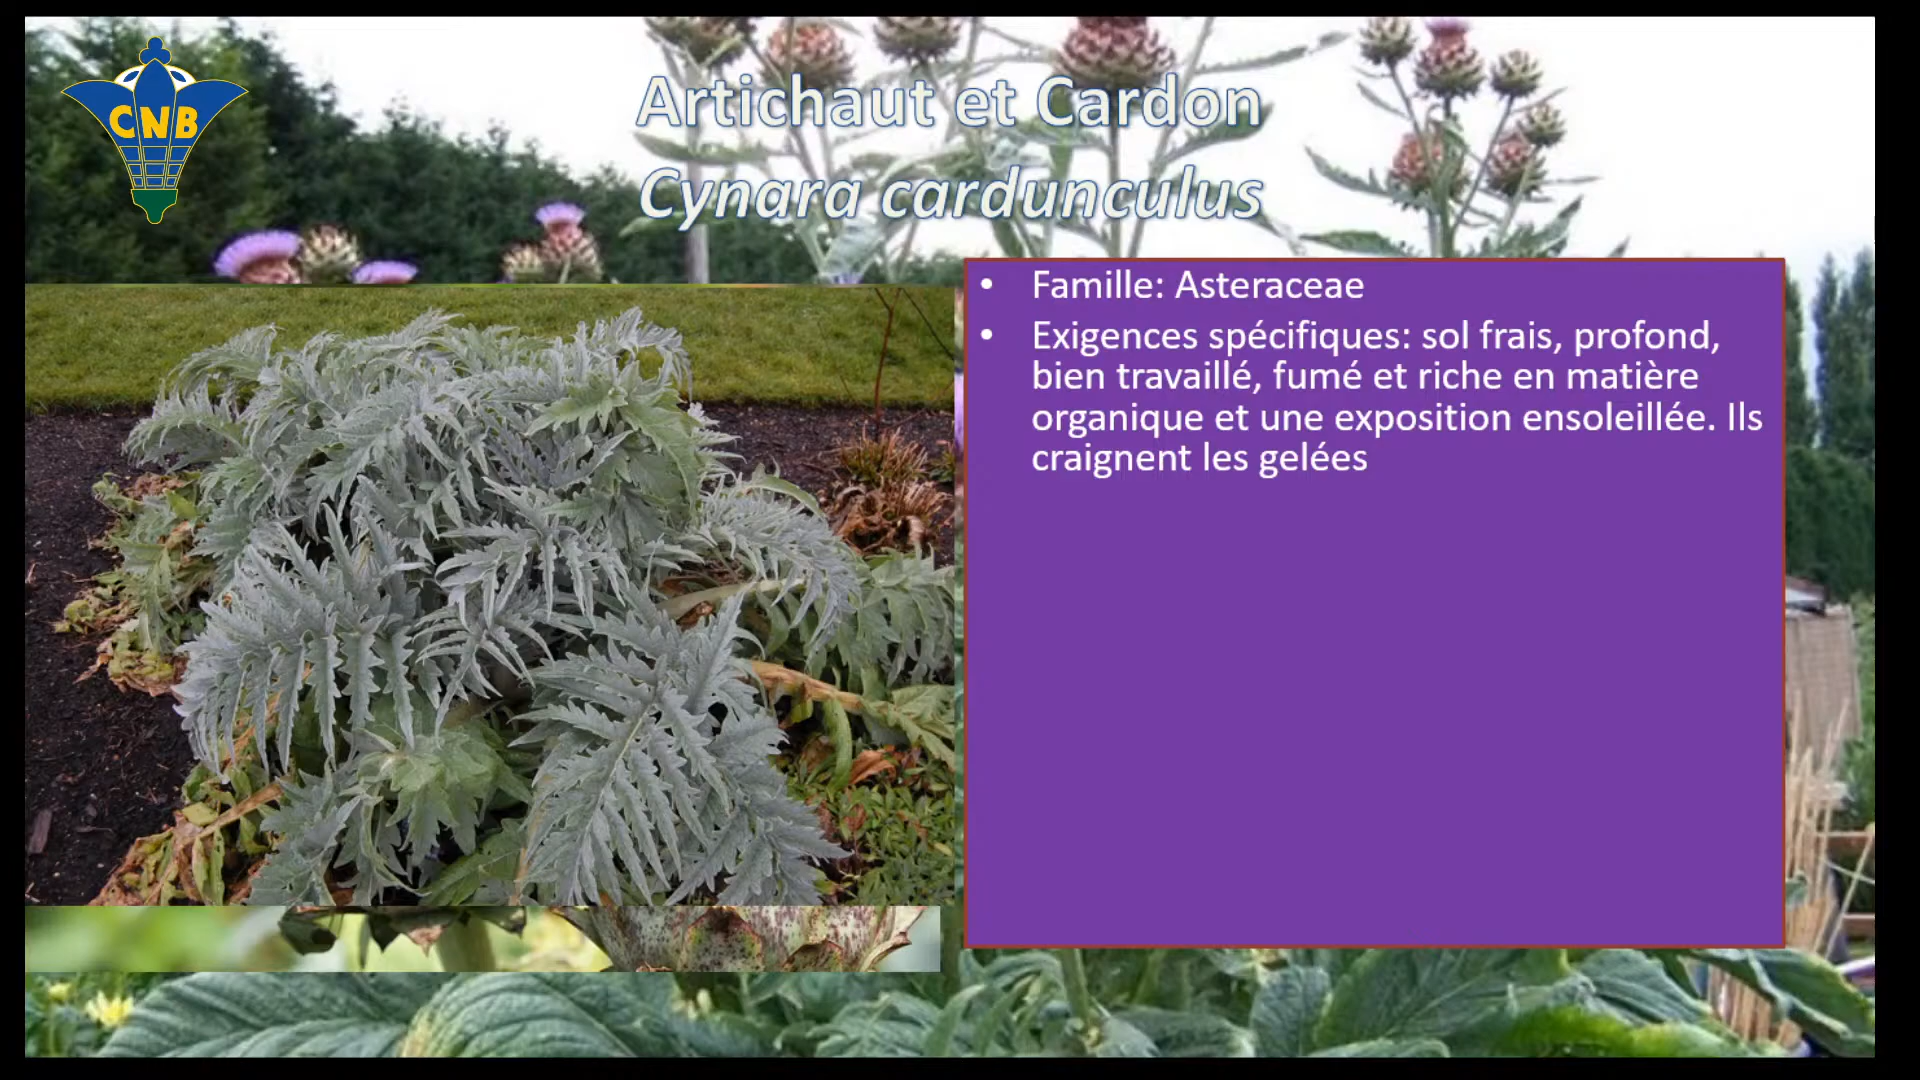 CNB
Artichaut et Cardon
Cynara cardunculus
• Famille: Asteraceae
• Exigences spécifiques: sol frais, profond,
bien travaillé, fumé et riche en matière
organique et une exposition ensoleillée. Ils
craignent les gelées